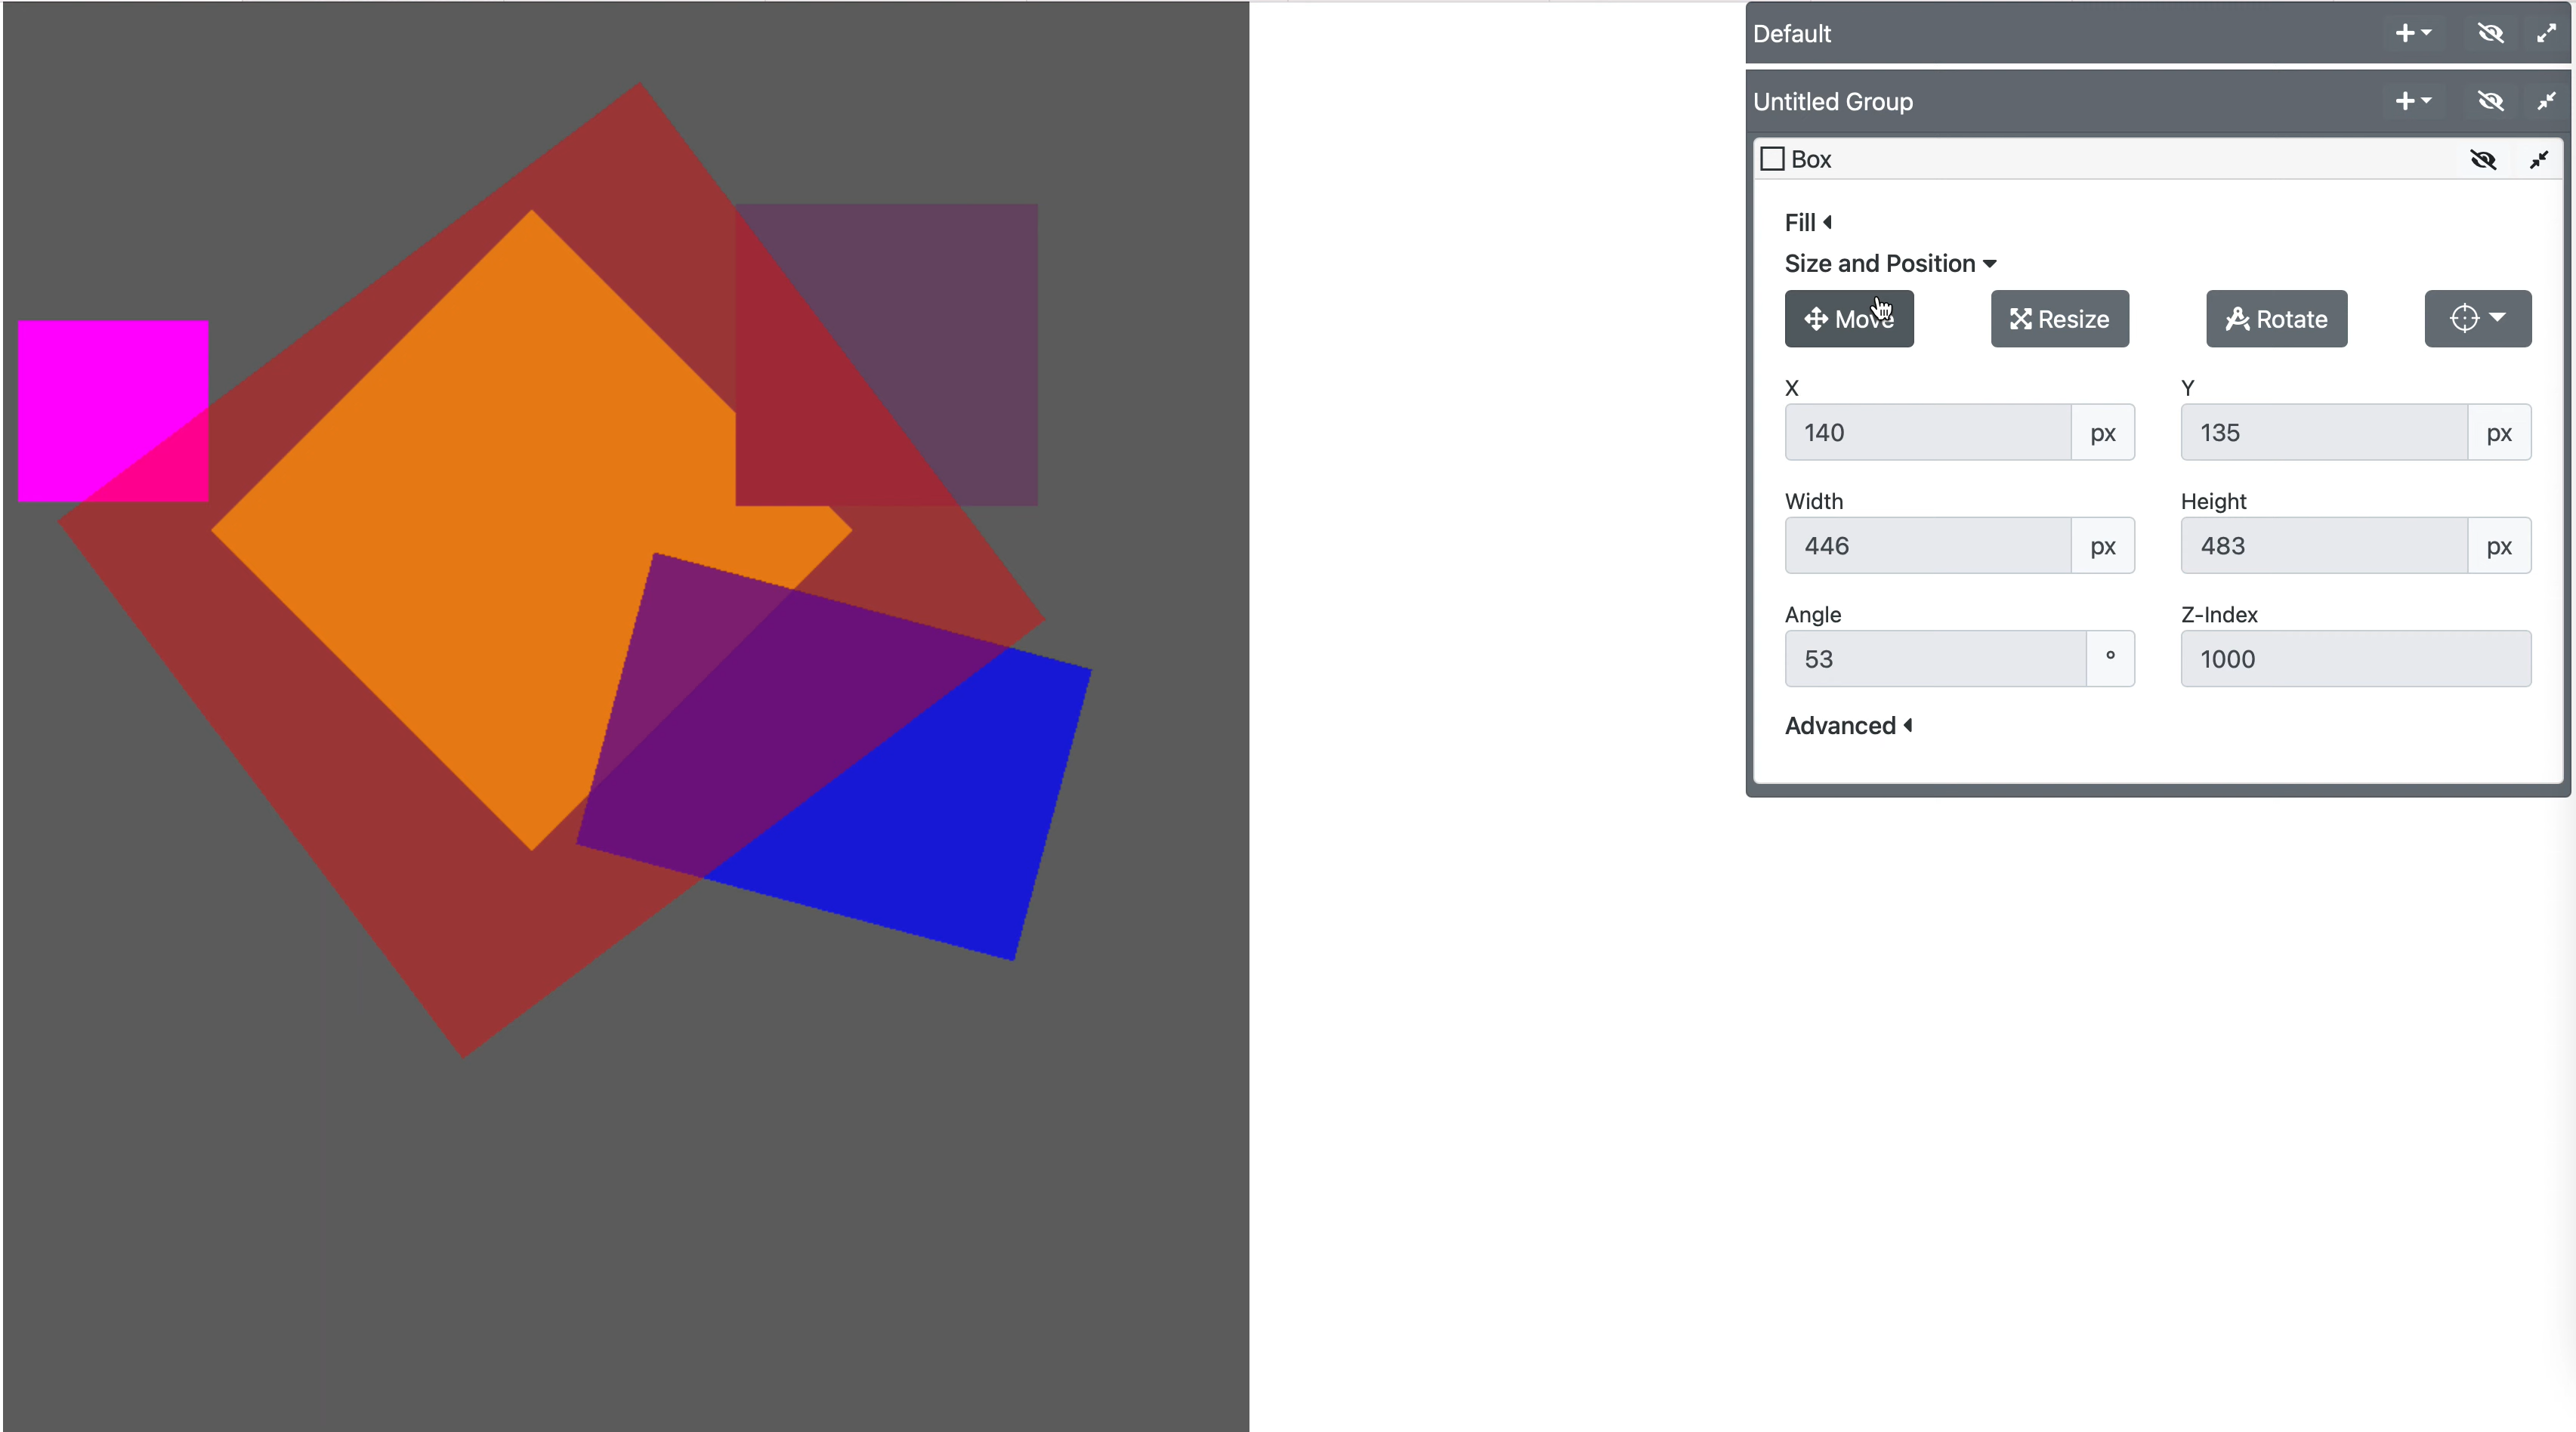 Default
Untitled Group
Box
Fill
Size and Position
Move Resize Rotate
X Y
140 px 135 px
Width Height
446 px 483 px
Angle Z-Index
53 ° 1000
Advanced